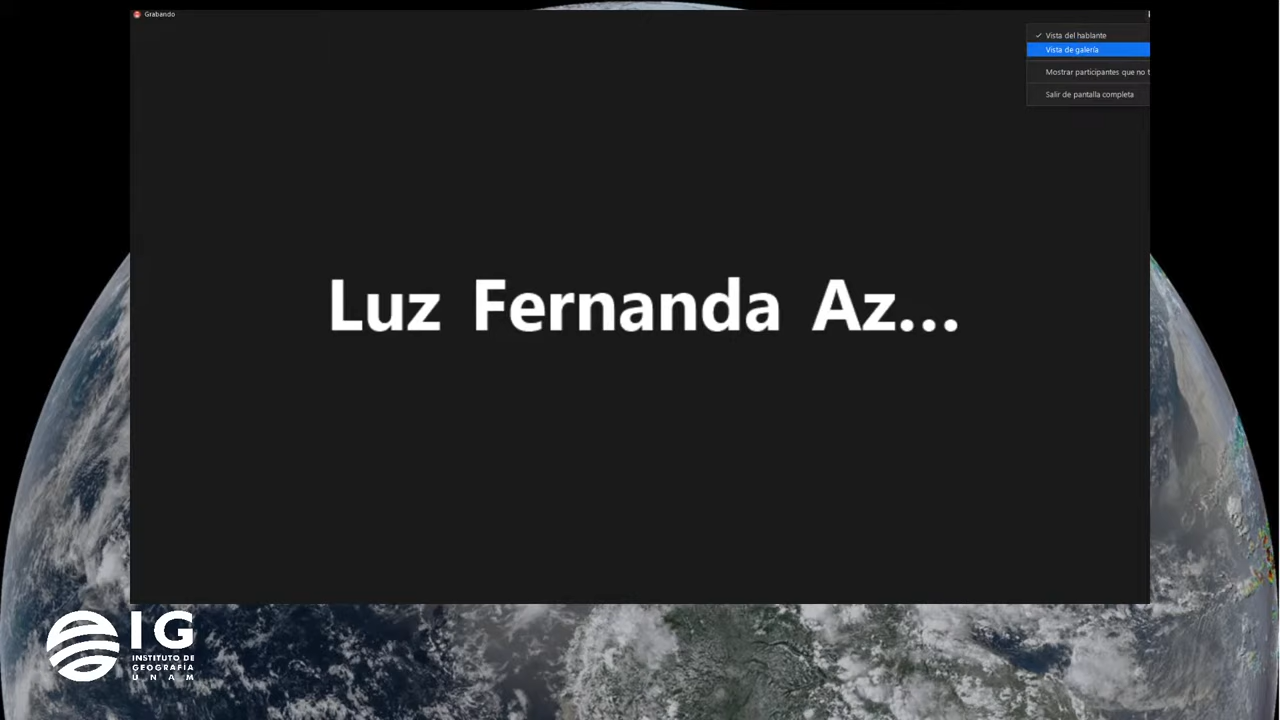 Grabando
Vista del hablante
Vista de galería
Mostrar participantes que no t
Salir de pantalla completa
Luz Fernanda Az...
IG
INSTITUTO DE
GEOGRAFÍA
UNAM